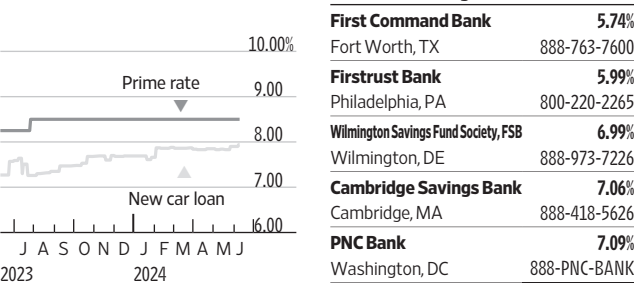 10.00%
Prime rate
9.00
8.00
7.00
New car loan
6.00
J A S O N D J F M A M J
2023 2024
First Command Bank 5.74%
Fort Worth, TX 888-763-7600
Firstrust Bank 5.99%
Philadelphia, PA 800-220-2265
Wilmington Savings Fund Society, FSB 6.99%
Wilmington, DE 888-973-7226
Cambridge Savings Bank 7.06%
Cambridge, MA 888-418-5626
PNC Bank 7.09%
Washington, DC 888-PNC-BANK